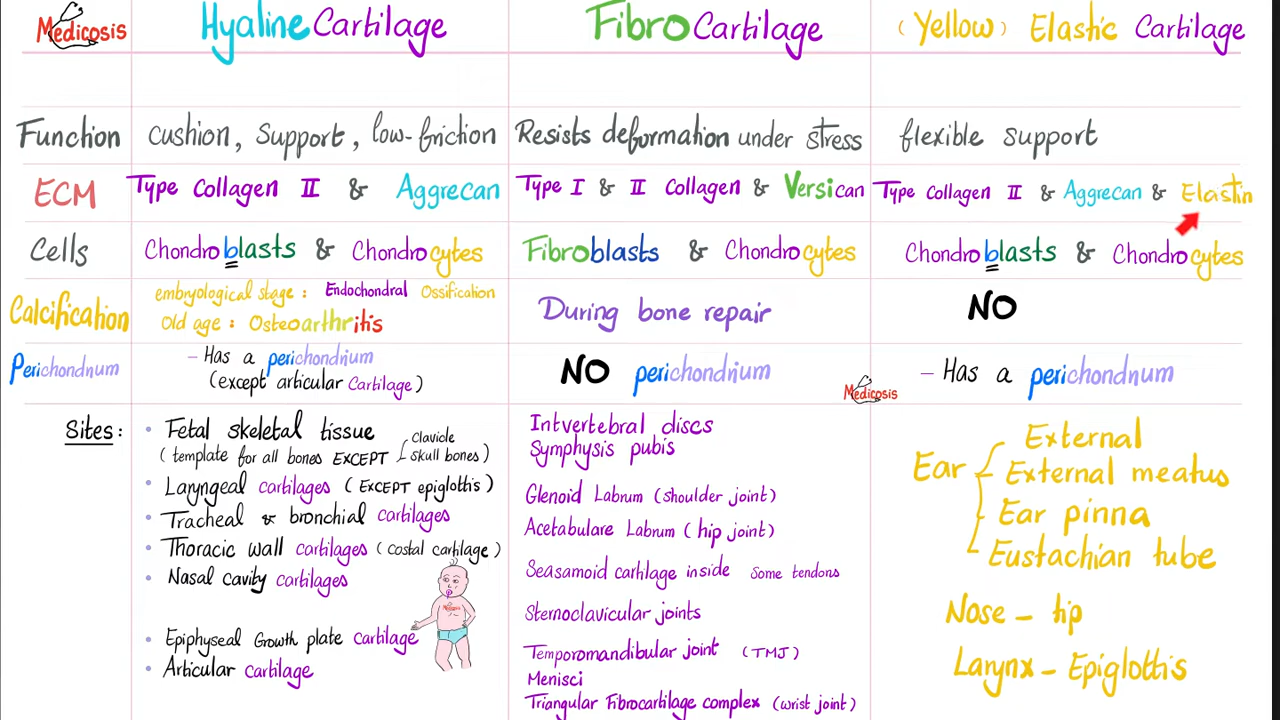 Medicosis Hyaline Cartilage FibroCartilage (Yellow) Elastic Cartilage
Function cushion, Support, low-friction Resists deformation under stress flexible support
ECM Type Collagen II & Aggrecan Type I & II Collagen & Versican Type Collagen II & Aggrecan & Elastin
Cells Chondroblasts & Chondrocytes Fibroblasts & Chondrocytes Chondroblasts & Chondrocytes
Calcification embryological stage : Endochondral Ossification During bone repair NO
Old age : Osteoarthritis
Perichondrium - Has a perichondrium NO perichondrium - Has a perichondrium
(except articular Cartilage)
Medicosis
Sites:
• Fetal skeletal tissue
(template for all bones EXCEPT Clavicle
skull bones)
• Laryngeal cartilages (EXCEPT epiglottis)
• Tracheal & bronchial cartilages
• Thoracic wall cartilages (costal cartilage)
• Nasal cavity cartilages
Medicosis
• Epiphyseal Growth plate cartilage
• Articular cartilage
Intvertebral discs
Symphysis pubis
Glenoid Labrum (shoulder joint)
Acetabulare Labrum (hip joint)
Seasamoid cartilage inside some tendons
Sternoclavicular joints
Temporomandibular joint (TMJ)
Menisci
Triangular Fibrocartilage complex (wrist joint)
Ear External
External meatus
Ear pinna
Eustachian tube
Nose - tip
Larynx - Epiglottis